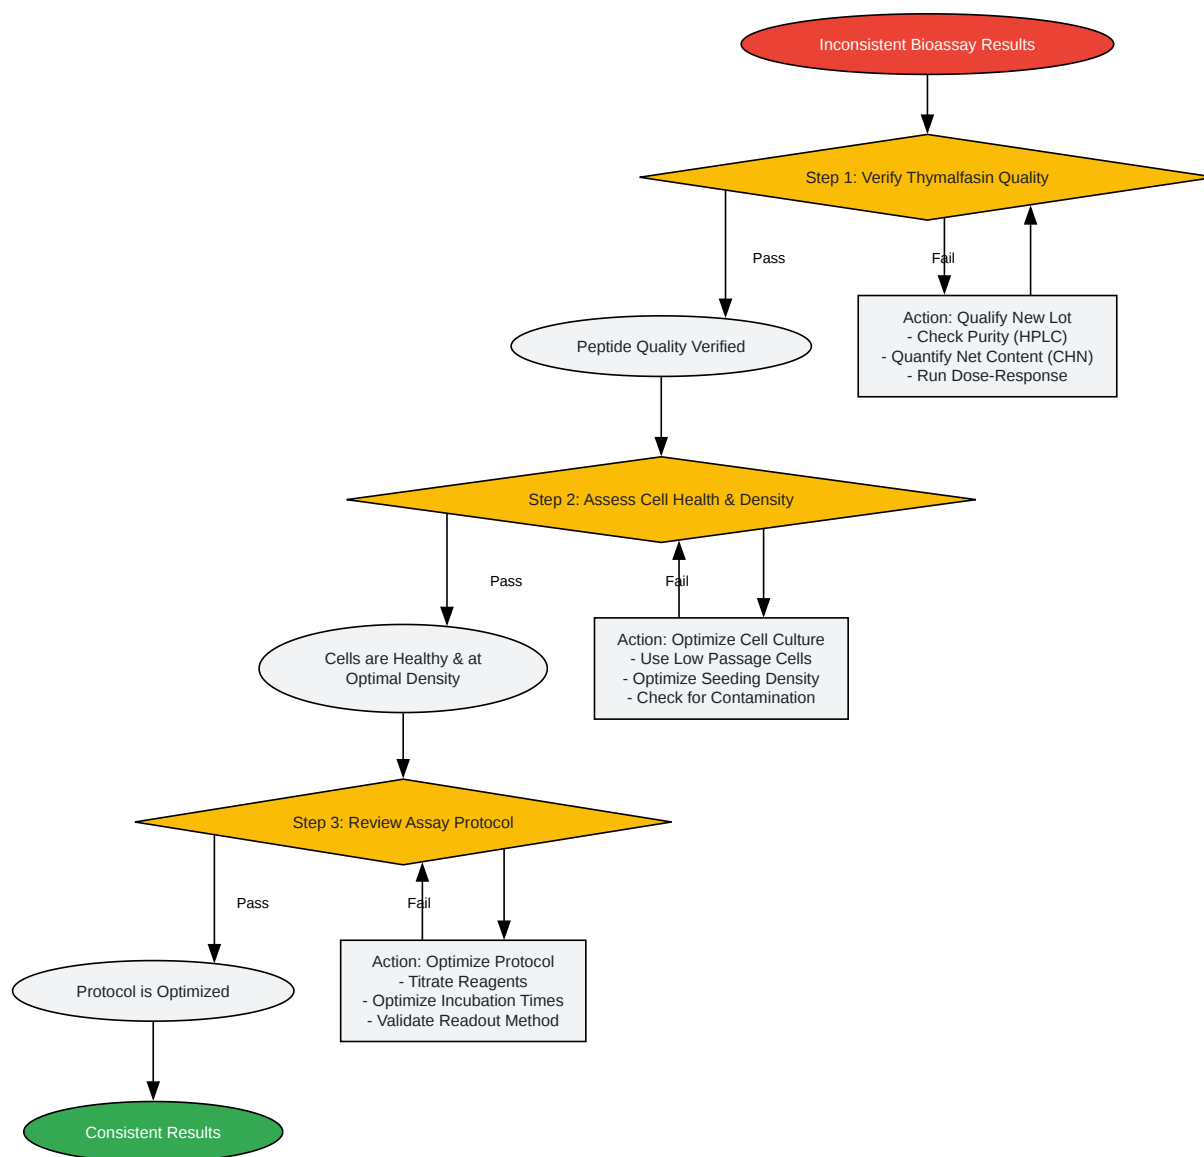 Inconsistent Bioassay Results
Step 1: Verify Thymalfasin Quality
Pass
Fail
Action: Qualify New Lot
- Check Purity (HPLC)
- Quantify Net Content (CHN)
- Run Dose-Response
Peptide Quality Verified
Step 2: Assess Cell Health & Density
Pass
Fail
Action: Optimize Cell Culture
- Use Low Passage Cells
- Optimize Seeding Density
- Check for Contamination
Cells are Healthy & at
Optimal Density
Step 3: Review Assay Protocol
Pass
Fail
Action: Optimize Protocol
- Titrate Reagents
- Optimize Incubation Times
- Validate Readout Method
Protocol is Optimized
Consistent Results